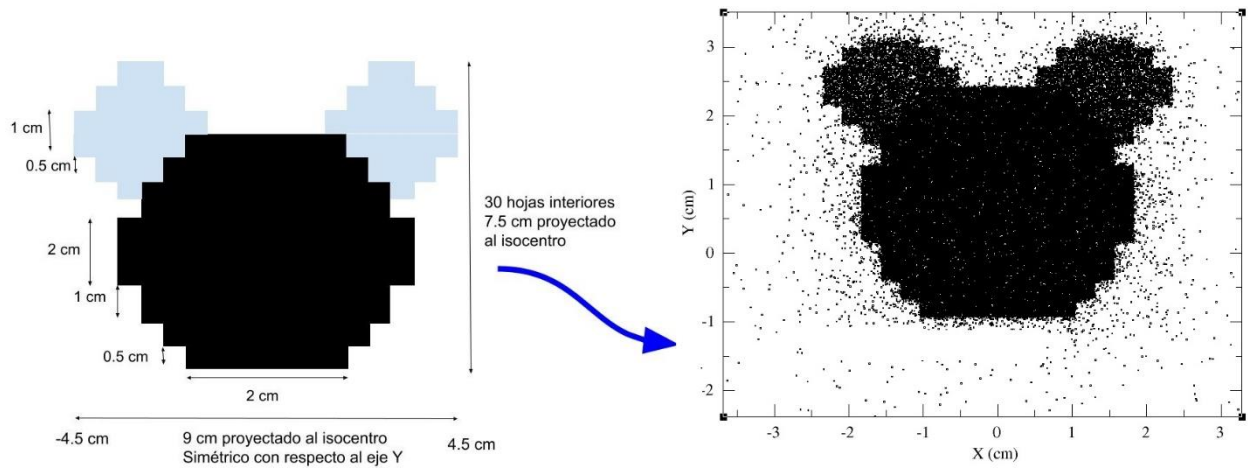 1 cm
0.5 cm
2 cm
1 cm
0.5 cm
2 cm
30 hojas interiores
7.5 cm proyectado
al isocentro
-4.5 cm
9 cm proyectado al isocentro
Simétrico con respecto al eje Y
4.5 cm
3
2
1
0
-1
-2
Y (cm)
-3
-2
-1
0
1
2
3
X (cm)